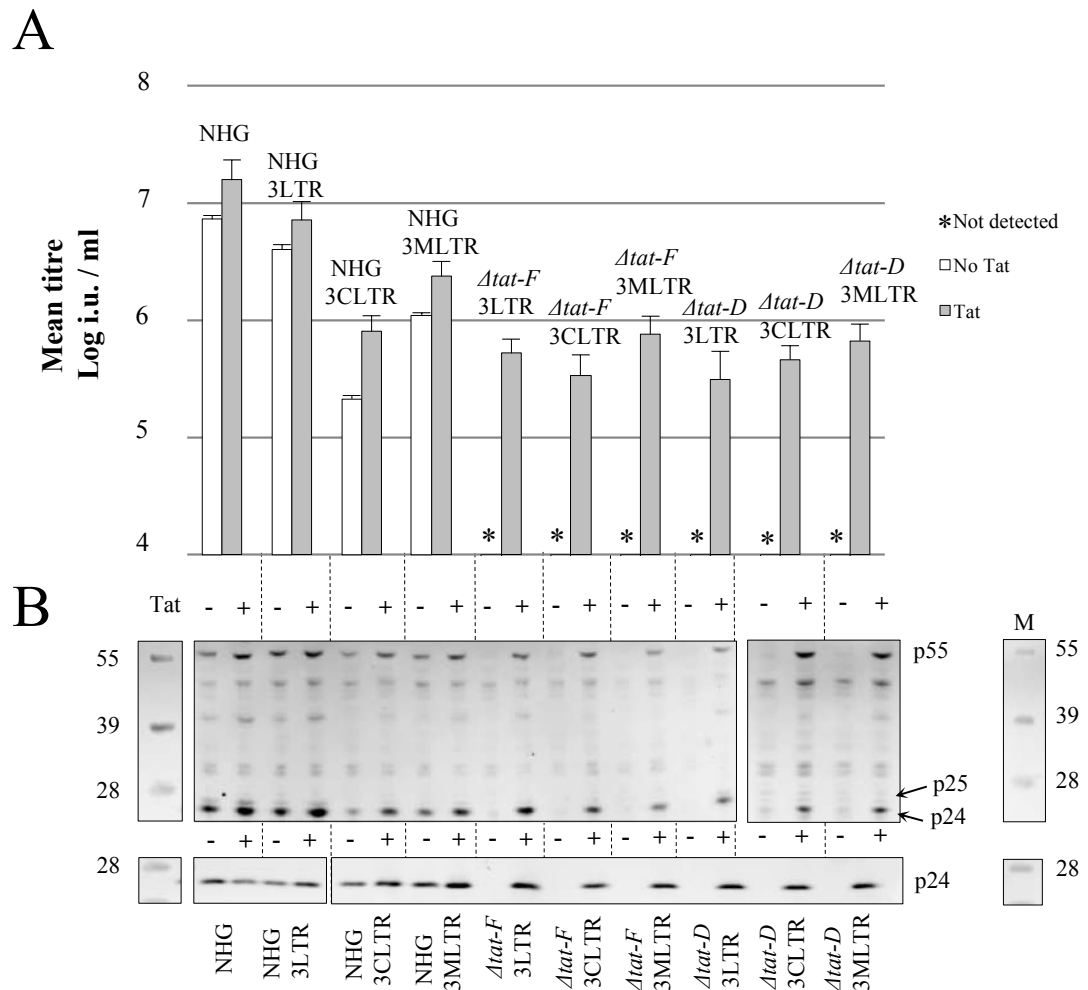 A
Mean titre
Log i.u. / ml
8
7
6
5
4
NHG
NHG
3LTR
NHG
3CLTR
NHG
3MLTR
Δtat-F
3LTR
Δtat-F
3CLTR
Δtat-F
3MLTR
Δtat-D
3LTR
Δtat-D
3CLTR
Δtat-D
3MLTR
* * * * * *
*Not detected
No Tat
Tat
B
Tat - + - + - + - + - + - + - + - + - + - +
M
55
39
28
p55
p25
p24
55
39
28
- + - + - + - + - + - + - + - + - + - +
28
p24
28
NHG
NHG
3LTR
NHG
3CLTR
NHG
3MLTR
Δtat-F
3LTR
Δtat-F
3CLTR
Δtat-F
3MLTR
Δtat-D
3LTR
Δtat-D
3CLTR
Δtat-D
3MLTR